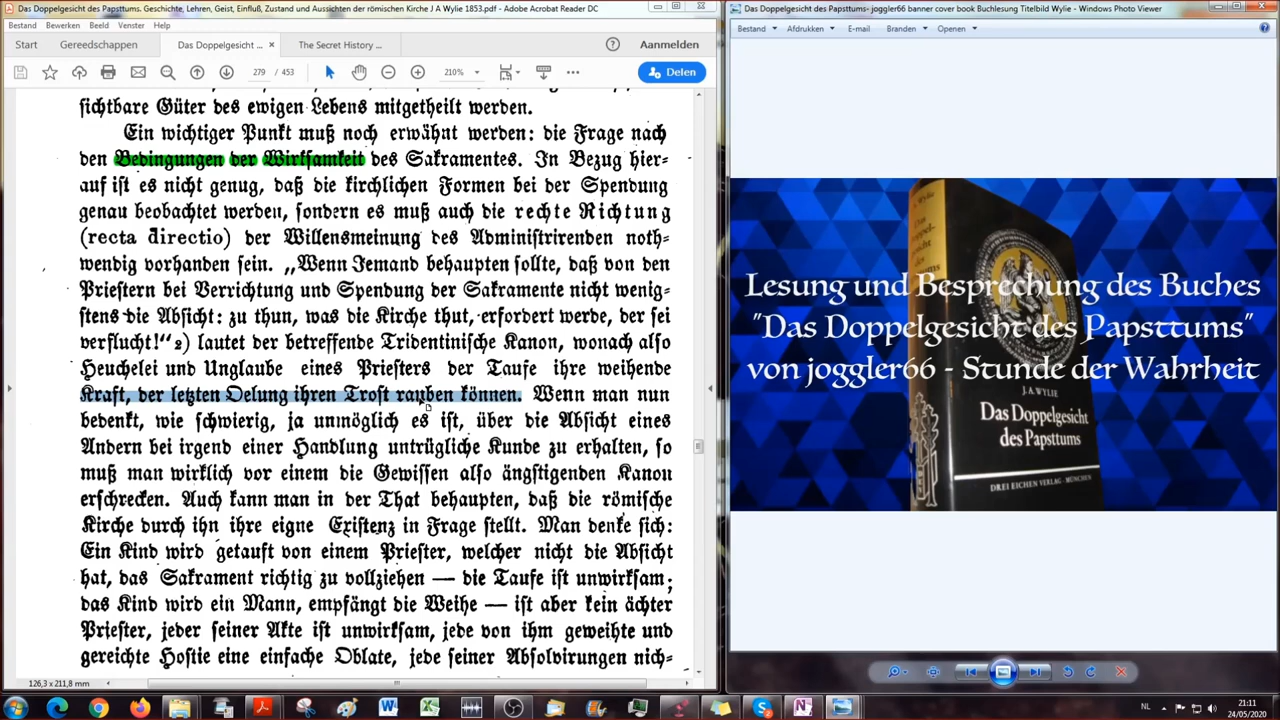 Das Doppelgesicht des Papsttums. Geschichte, Lehren, Geist, Einfluß, Zustand und Aussichten der römischen Kirche J A Wylie 1853.pdf - Adobe Acrobat Reader DC
Bestand Bewerken Beeld Venster Help
Start Gereedschappen Das Doppelgesicht ... The Secret History ... Anmelden
279 / 453 210% Delen
sichtbare Güter des ewigen Lebens mitgetheilt werden.
Ein wichtiger Punkt muß noch erwähnt werden: die Frage nach
den Bedingungen der Wirksamkeit des Sakramentes. In Bezug hier-
auf ist es nicht genug, daß die kirchlichen Formen bei der Spendung
genau beobachtet werden, sondern es muß auch die rechte Richtung
(recta directio) der Willensmeinung des Administrirenden noth-
wendig vorhanden sein. „Wenn Jemand behaupten sollte, daß von den
Priestern bei Verrichtung und Spendung der Sakramente nicht wenig-
stens die Absicht: zu thun, was die Kirche thut, erfordert werde, der sei
verflucht!“ 2) lautet der betreffende Tridentinische Kanon, wonach also
Heuchelei und Unglaube eines Priesters der Taufe ihre weihende
Kraft, der letzten Oelung ihren Trost rauben können. Wenn man nun
bedenkt, wie schwierig, ja unmöglich es ist, über die Absicht eines
Andern bei irgend einer Handlung untrügliche Kunde zu erhalten, so
muß man wirklich vor einem die Gewissen also ängstigenden Kanon
erschrecken. Auch kann man in der That behaupten, daß die römische
Kirche durch ihn ihre eigne Existenz in Frage stellt. Man denke sich:
Ein Kind wird getauft von einem Priester, welcher nicht die Absicht
hat, das Sakrament richtig zu vollziehen — die Taufe ist unwirksam;
das Kind wird ein Mann, empfängt die Weihe — ist aber kein ächter
Priester, jeder seiner Akte ist unwirksam, jede von ihm geweihte und
gereichte Hostie eine einfache Oblate, jede seiner Absolvirungen nich-
126,3 x 211,8 mm
Das Doppelgesicht des Papsttums- joggler66 banner cover book Buchlesung Titelbild Wylie - Windows Photo Viewer
Bestand Afdrukken E-mail Branden Openen
Lesung und Besprechung des Buches
"Das Doppelgesicht des Papsttums"
von joggler66 - Stunde der Wahrheit
J.A.WYLIE
Das Doppelgesicht
des Papsttums
DREI EICHEN VERLAG · MÜNCHEN
NL
21:11
24/05/2020